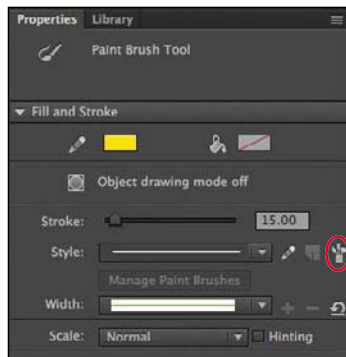 Properties Library
Paint Brush Tool
Fill and Stroke
Object drawing mode off
Stroke: 15.00
Style:
Manage Paint Brushes
Width:
Scale: Normal Hinting